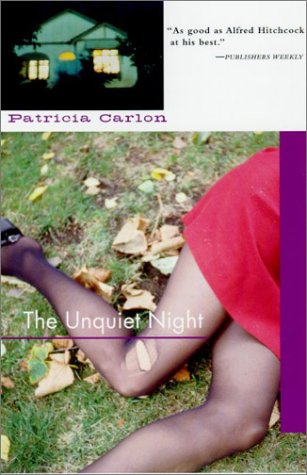 "As good as Alfred Hitchcock
at his best."
—PUBLISHERS WEEKLY
Patricia Carlon
The Unquiet Night